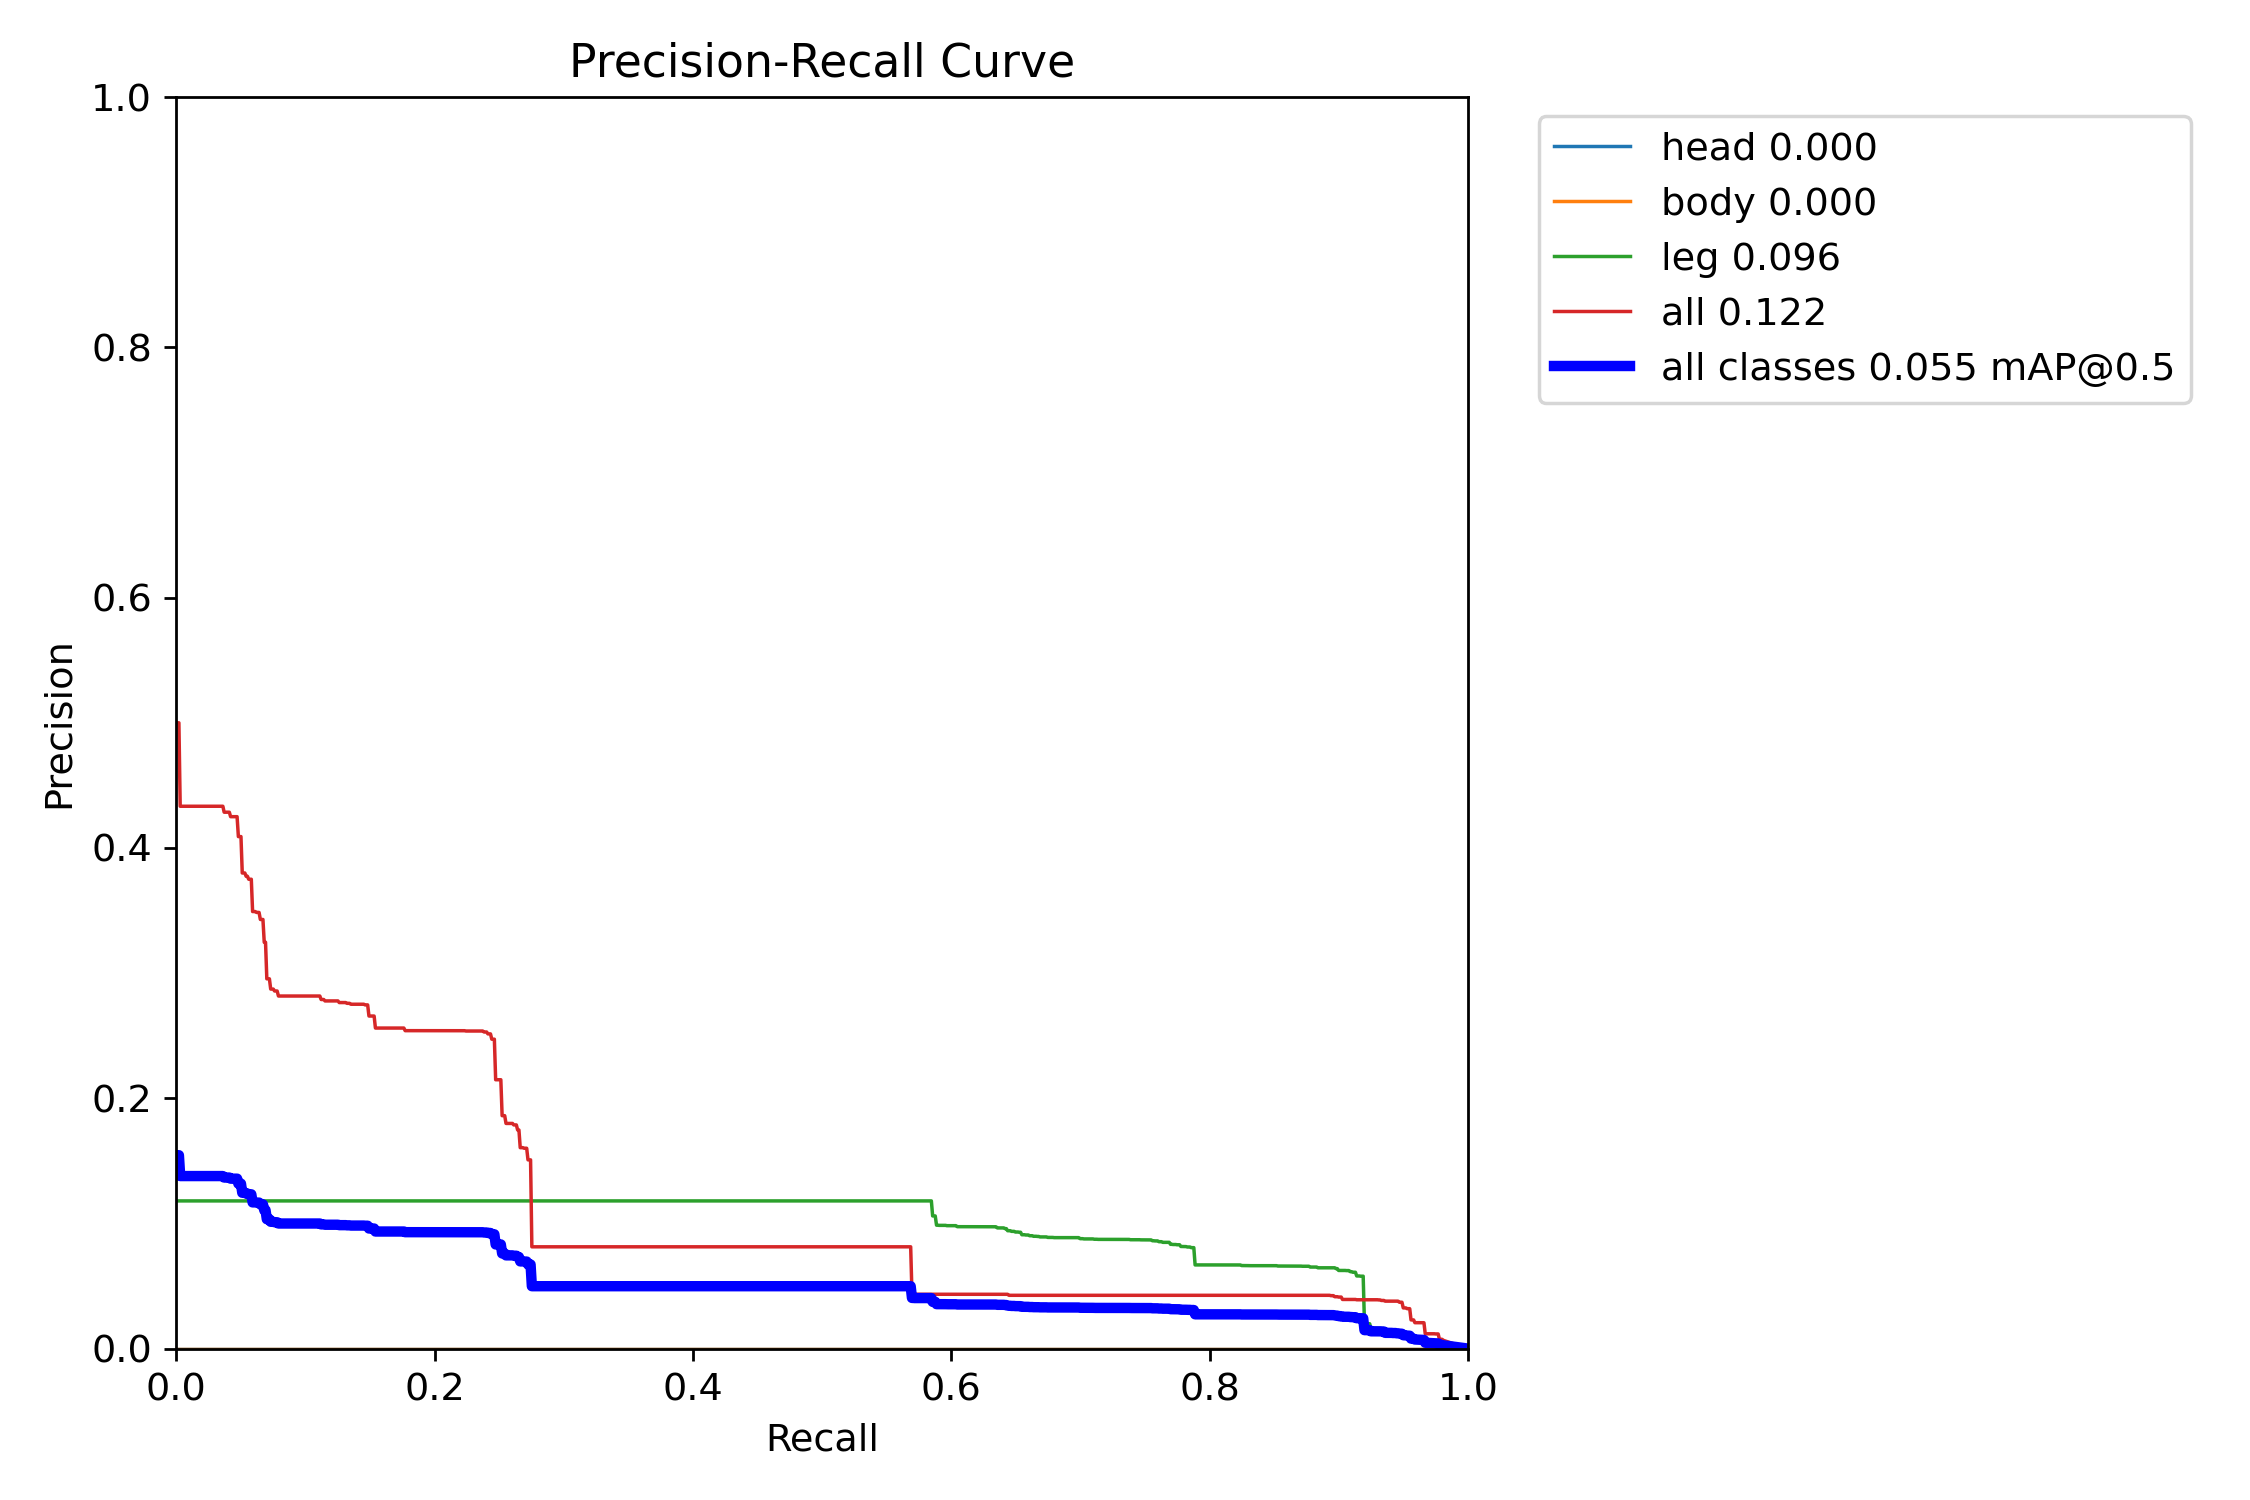 Precision-Recall Curve
1.0
0.8
0.6
0.4
0.2
0.0
Precision
0.0 0.2 0.4 0.6 0.8 1.0
Recall
head 0.000
body 0.000
leg 0.096
all 0.122
all classes 0.055 mAP@0.5